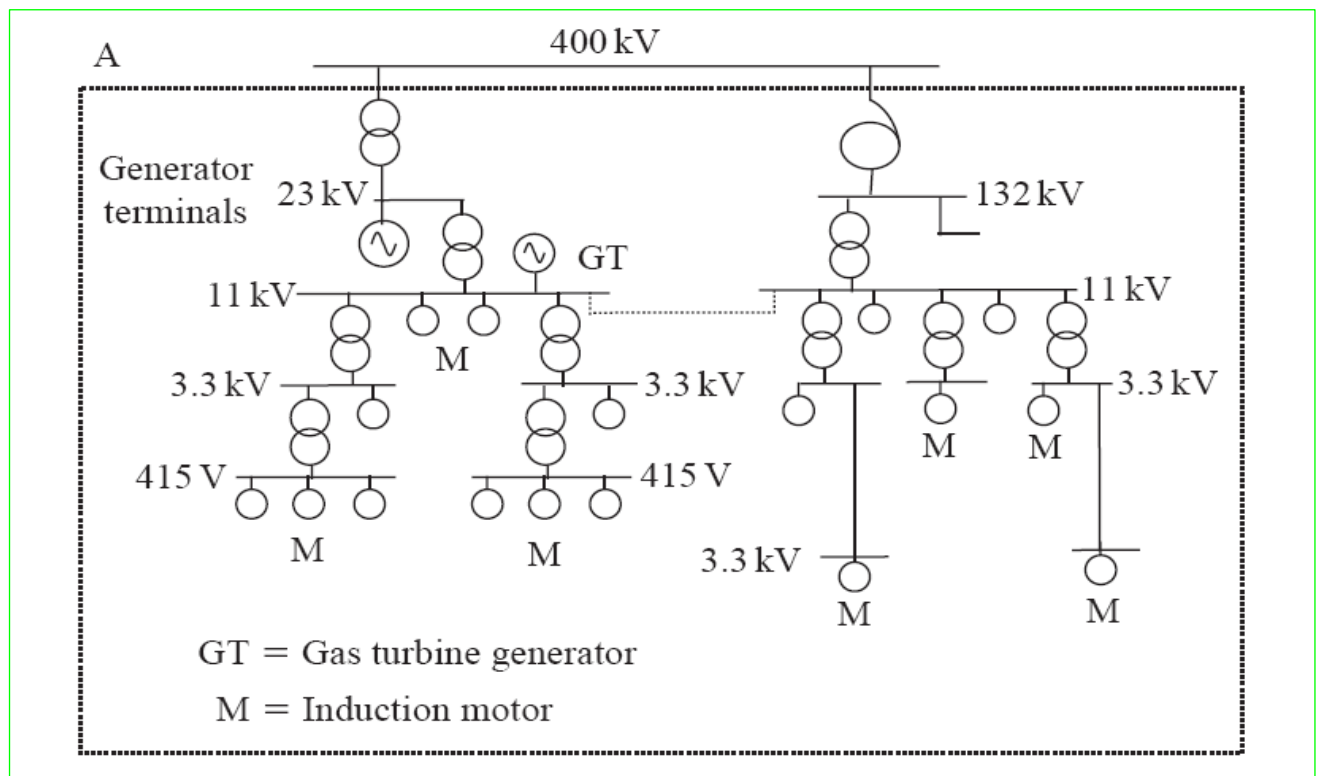 A
400 kV
Generator
terminals
23 kV
132 kV
GT
11 kV
11 kV
M
3.3 kV
3.3 kV
3.3 kV
M
M
415 V
415 V
M
M
3.3 kV
M
M
GT = Gas turbine generator
M = Induction motor